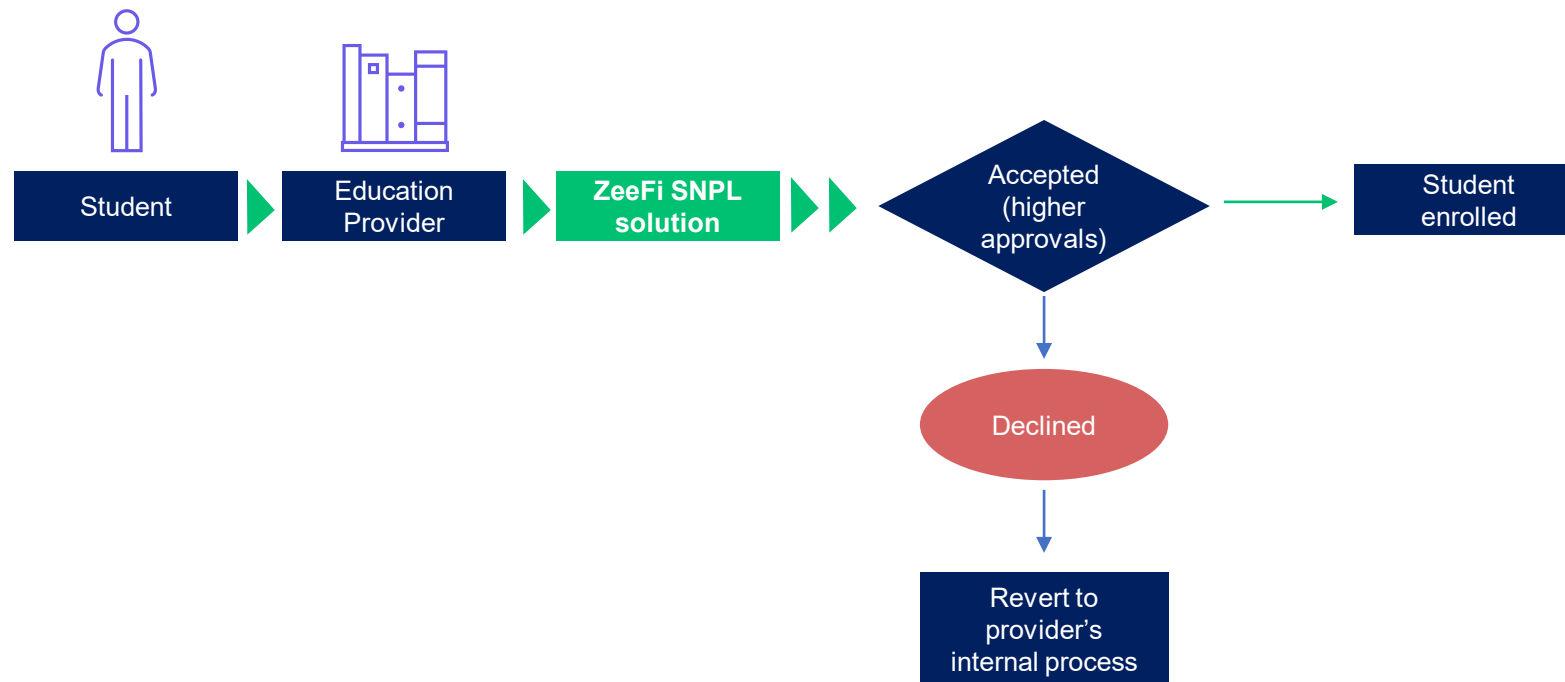 Student
Education
Provider
ZeeFi SNPL
solution
Accepted
(higher
approvals)
Student
enrolled
Declined
Revert to
provider’s
internal process